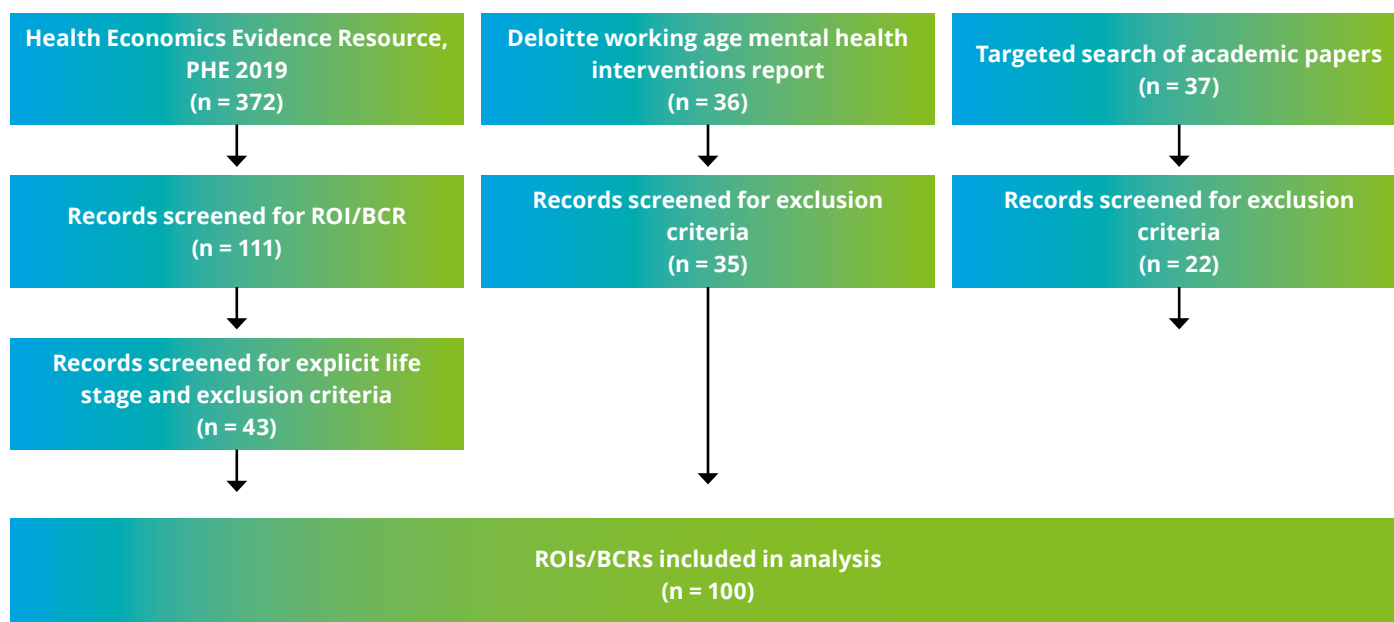 Health Economics Evidence Resource,
PHE 2019
(n = 372)
Deloitte working age mental health
interventions report
(n = 36)
Targeted search of academic papers
(n = 37)
Records screened for ROI/BCR
(n = 111)
Records screened for exclusion
criteria
(n = 35)
Records screened for exclusion
criteria
(n = 22)
Records screened for explicit life
stage and exclusion criteria
(n = 43)
ROIs/BCRs included in analysis
(n = 100)